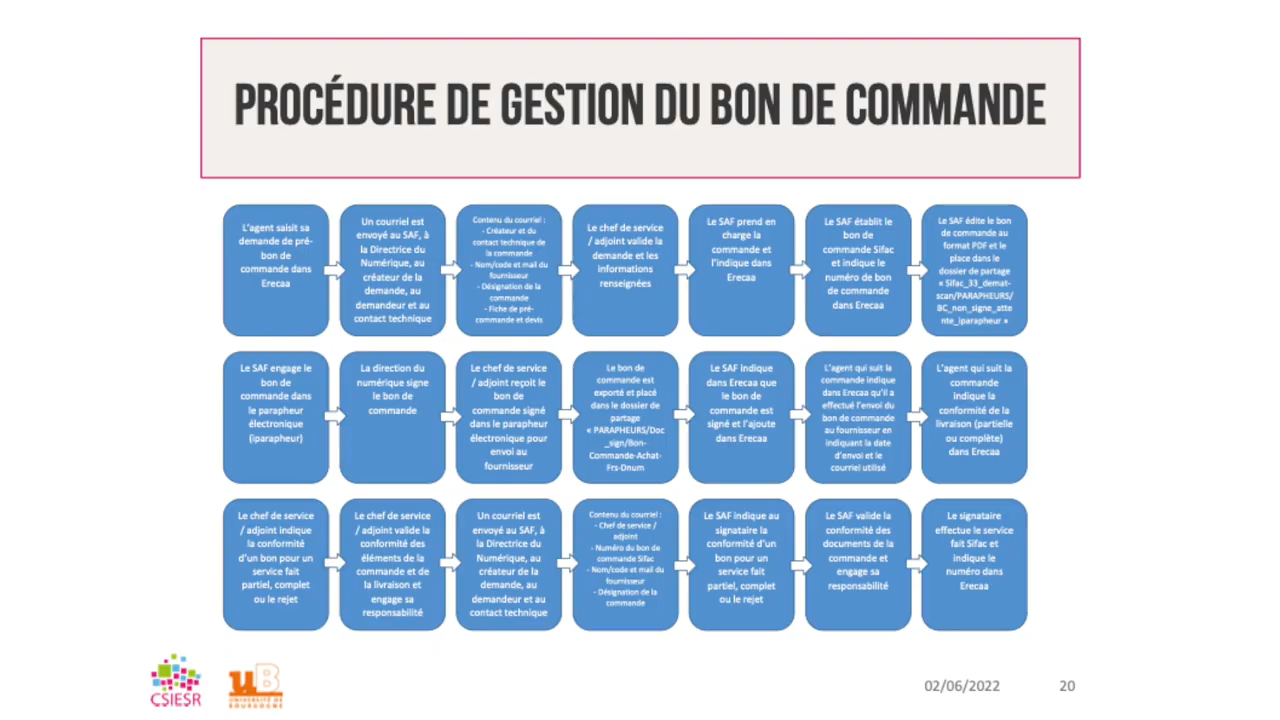 PROCÉDURE DE GESTION DU BON DE COMMANDE
L'agent saisit sa
demande de pré-
bon de
commande dans
Erecaa
Un courriel est
envoyé au SAF, à
la Directrice du
Numérique, au
créateur de la
demande, au
demandeur et au
contact technique
Contenu du courriel :
- Créateur et du
contact technique de
la commande
- Nom/code et mail du
fournisseur
- Désignation de la
commande
- Fiche de pré-
commande et devis
Le chef de service
/ adjoint valide la
demande et les
informations
renseignées
Le SAF prend en
charge la
commande et
l'indique dans
Erecaa
Le SAF établit le
bon de
commande Sifac
et indique le
numéro de bon
de commande
dans Erecaa
Le SAF édite le bon
de commande au
format PDF et le
place dans le
dossier de partage
« Sifac_33_demat-
scan/PARAPHEURS/
BC_non_signe_atte
nte_iparapheur »
Le SAF engage le
bon de
commande dans
le parapheur
électronique
(iparapheur)
La direction du
numérique signe
le bon de
commande
Le chef de service
/ adjoint reçoit le
bon de
commande signé
dans le parapheur
électronique pour
envoi au
fournisseur
Le bon de
commande est
exporté et placé
dans le dossier de
partage
« PARAPHEURS/Doc
_sign/Bon-
Commande-Achat-
Frs-Dnum
Le SAF indique
dans Erecaa que
le bon de
commande est
signé et l'ajoute
dans Erecaa
L'agent qui suit la
commande indique
dans Erecaa qu'il a
effectué l'envoi du
bon de commande
au fournisseur en
indiquant la date
d'envoi et le
courriel utilisé
L'agent qui suit la
commande
indique la
conformité de la
livraison (partielle
ou complète)
dans Erecaa
Le chef de service
/ adjoint indique
la conformité
d'un bon pour un
service fait
partiel, complet
ou le rejet
Le chef de service
/ adjoint valide la
conformité des
éléments de la
commande et de
la livraison et
engage sa
responsabilité
Un courriel est
envoyé au SAF, à
la Directrice du
Numérique, au
créateur de la
demande, au
demandeur et au
contact technique
Contenu du courriel :
- Chef de service /
adjoint
- Numéro du bon de
commande Sifac
- Nom/code et mail du
fournisseur
- Désignation de la
commande
Le SAF indique au
signataire la
conformité d'un
bon pour un
service fait
partiel, complet
ou le rejet
Le SAF valide la
conformité des
documents de la
commande et
engage sa
responsabilité
Le signataire
effectue le service
fait Sifac et
indique le
numéro dans
Erecaa
CSIESR
uB
UNIVERSITÉ DE
BOURGOGNE
02/06/2022
20